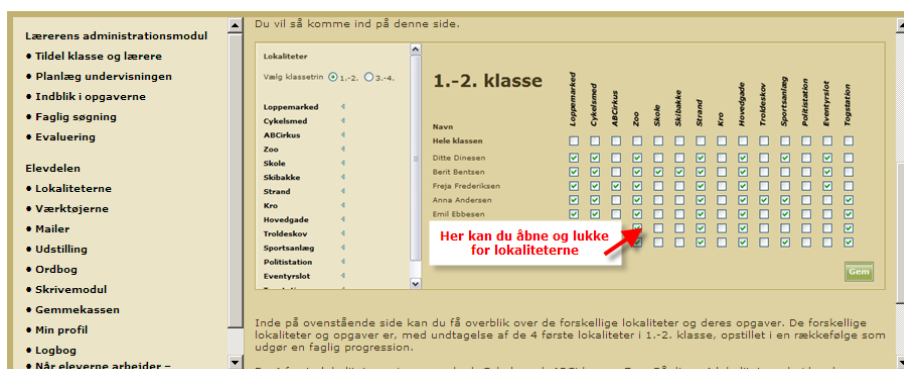 Lærerens administrationsmodul
• Tildel klasse og lærere
• Planlæg undervisningen
• Indblik i opgaverne
• Faglig søgning
• Evaluering
Elevdelen
• Lokaliteterne
• Værktøjerne
• Mailer
• Udstilling
• Ordbog
• Skrivemodul
• Gemmekassen
• Min profil
• Logbog
• Når eleverne arbejder –
Du vil så komme ind på denne side.
Lokaliteter
Vælg klassetrin 1.-2. 3.-4.
Loppemarked
Cykelsmed
ABCirkus
Zoo
Skole
Skibakke
Strand
Kro
Hovedgade
Troldeskov
Sportsanlæg
Politistation
Eventyrslot
1.-2. klasse
Loppemarked
Cykelsmed
ABCirkus
Zoo
Skole
Skibakke
Strand
Kro
Hovedgade
Troldeskov
Sportsanlæg
Politistation
Eventyrslot
Togstation
Navn
Hele klassen
Ditte Dinesen
Berit Bentsen
Freja Frederiksen
Anna Andersen
Emil Ebbesen
Her kan du åbne og lukke
for lokaliteterne
Gem
Inde på ovenstående side kan du få overblik over de forskellige lokaliteter og deres opgaver. De forskellige
lokaliteter og opgaver er, med undtagelse af de 4 første lokaliteter i 1.-2. klasse, opstillet i en rækkefølge som
udgør en faglig progression.